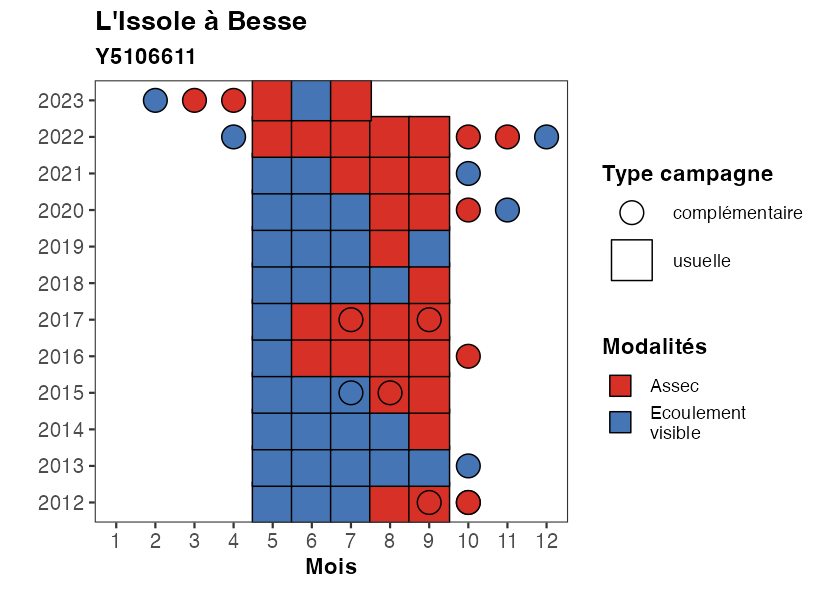 L'Issole à Besse
Y5106611
2023
2022
2021
2020
2019
2018
2017
2016
2015
2014
2013
2012
1 2 3 4 5 6 7 8 9 10 11 12
Mois
Type campagne
complémentaire
usuelle
Modalités
Assec
Ecoulement
visible